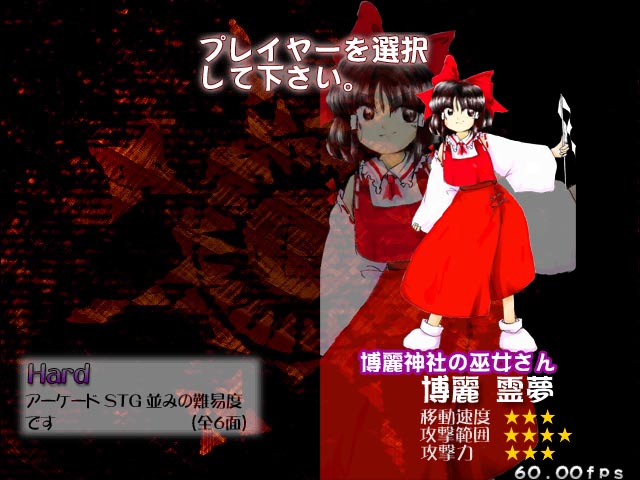 プレイヤーを選択
して下さい。
Hard
アーケードSTG並みの難易度
です (全6面)
博麗神社の巫女さん
博麗 霊夢
移動速度 ★★★
攻撃範囲 ★★★★
攻撃力 ★★★
60.00fps